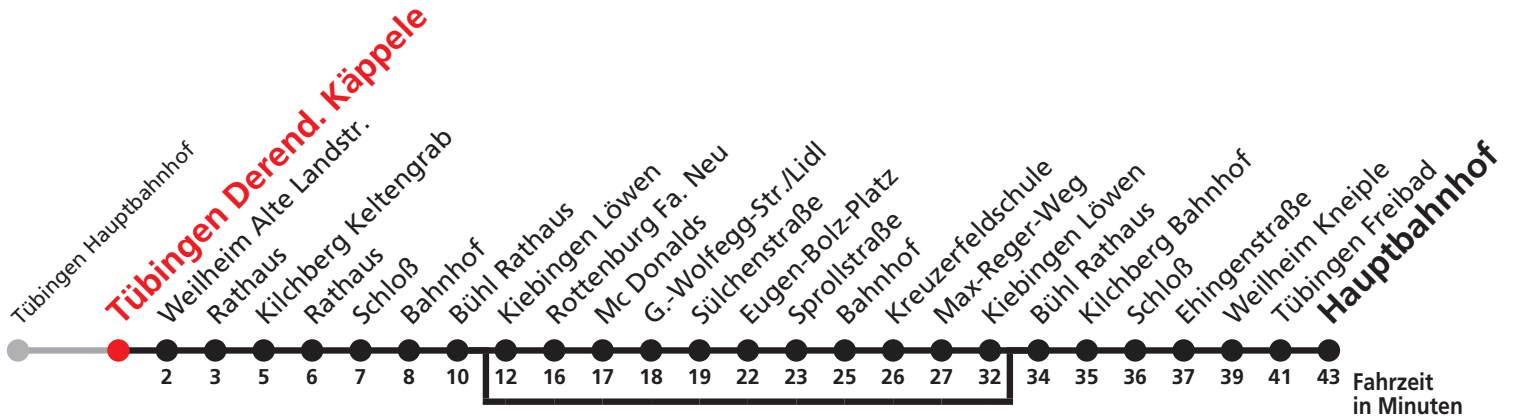 Tübingen Hauptbahnhof
Tübingen Derend. Käppele
Weilheim Alte Landstr.
Rathaus
Kilchberg Keltengrab
Rathaus
Schloß
Bahnhof
Bühl Rathaus
Kiebingen Löwen
Rottenburg Fa. Neu
Mc Donalds
G.-Wolfegg-Str./Lidl
Sülchenstraße
Eugen-Bolz-Platz
Sprollstraße
Bahnhof
Kreuzerfeldschule
Max-Reger-Weg
Kiebingen Löwen
Bühl Rathaus
Kilchberg Bahnhof
Schloß
Ehingenstraße
Weilheim Kneiple
Tübingen Freibad
Hauptbahnhof
2 3 5 6 7 8 10 12 16 17 18 19 22 23 25 26 27 32 34 35 36 37 39 41 43 Fahrzeit
in Minuten